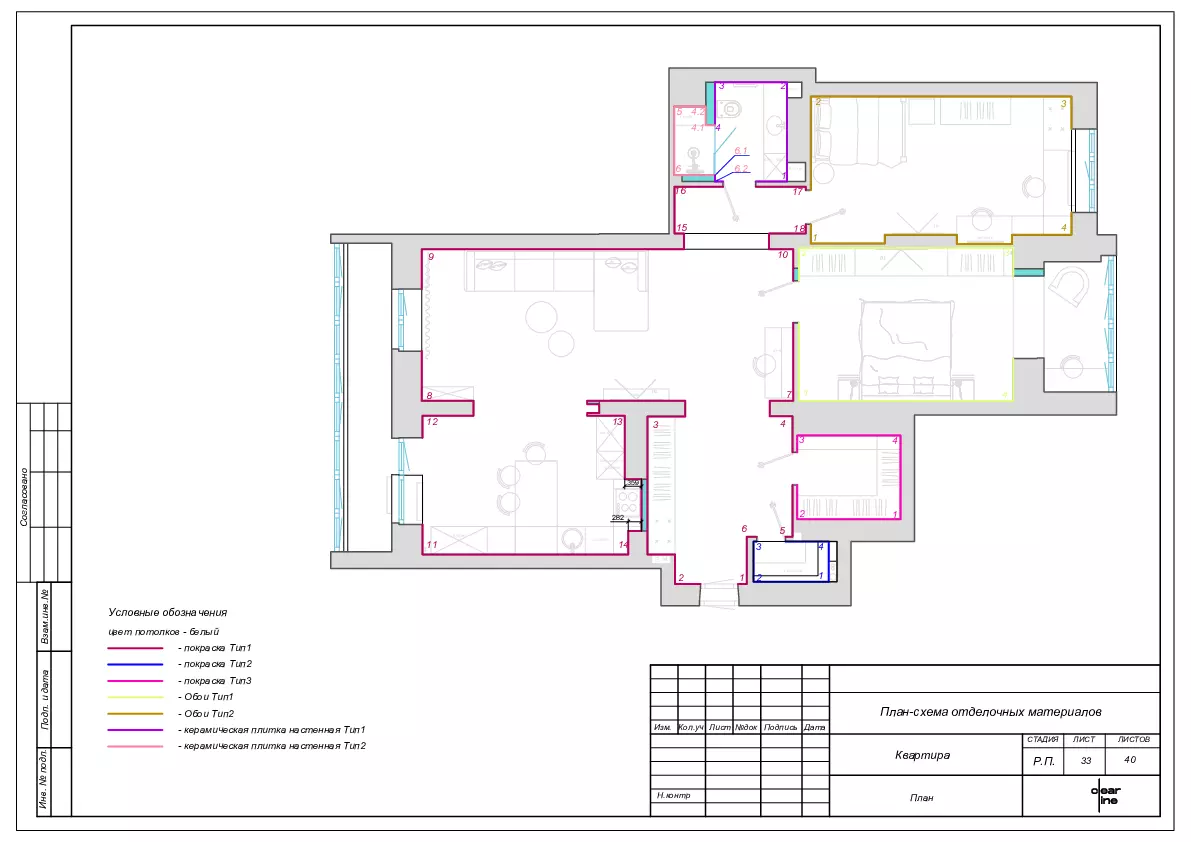 3
2
5
4.2
4.1
4
6.1
6.2
6
1
2
3
16
17
15
18
1
4
9
10
2
8
7
12
13
3
4
359
282
3
4
2
1
11
14
6
5
3
4
2
1
2
1
Согласовано
Взам.инв.№
Подп. и дата
Инв. № подл.
Условные обозначения
цвет потолков - белый
- покраска Тип1
- покраска Тип2
- покраска Тип3
- Обои Тип1
- Обои Тип2
- керамическая плитка настенная Тип1
- керамическая плитка настенная Тип2
Изм. Кол.уч Лист №док Подпись Дата
Н.контр
План-схема отделочных материалов
Квартира
СТАДИЯ ЛИСТ ЛИСТОВ
Р.П. 33 40
План
clear
line